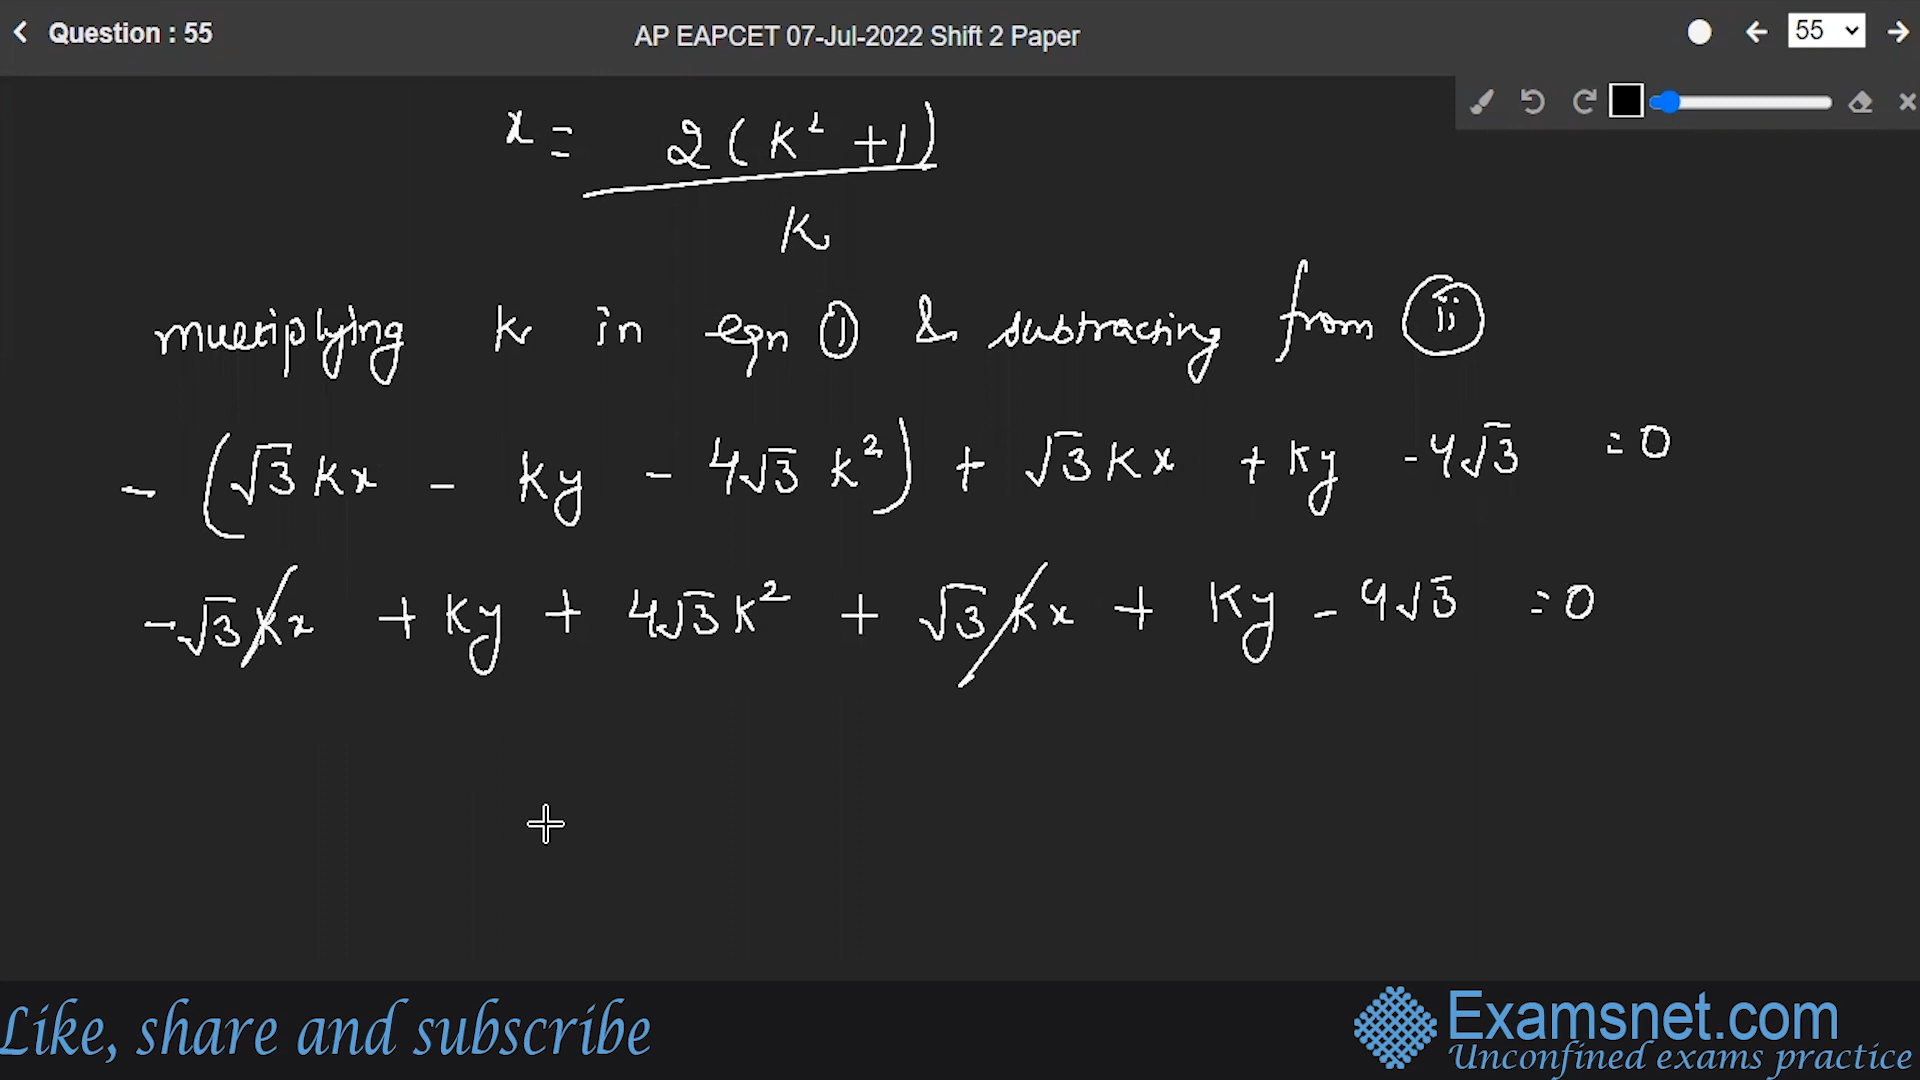 Question : 55
AP EAPCET 07-Jul-2022 Shift 2 Paper
55
x = 2(k² + 1)
k
multiplying k in eqn ① & subtracting from ⓘⓘ
- (√3 kx - ky - 4√3 k²) + √3 kx + ky - 4√3 = 0
-√3 kx + ky + 4√3 k² + √3 kx + ky - 4√3 = 0
Like, share and subscribe
Examsnet.com
Unconfined exams practice